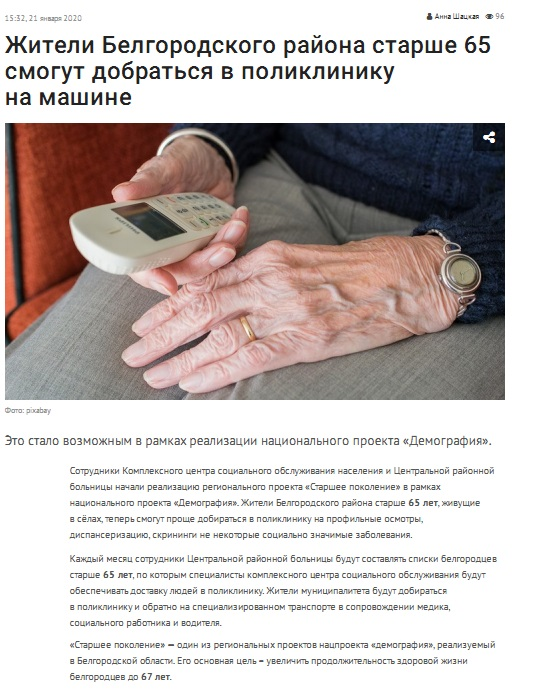 15:32, 21 января 2020
Анна Шацкая 96
Жители Белгородского района старше 65
смогут добраться в поликлинику
на машине
Фото: pixabay
Это стало возможным в рамках реализации национального проекта «Демография».
Сотрудники Комплексного центра социального обслуживания населения и Центральной районной
больницы начали реализацию регионального проекта «Старшее поколение» в рамках
национального проекта «Демография». Жители Белгородского района старше 65 лет, живущие
в сёлах, теперь смогут проще добираться в поликлинику на профильные осмотры,
диспансеризацию, скрининги не некоторые социально значимые заболевания.
Каждый месяц сотрудники Центральной районной больницы будут составлять списки белгородцев
старше 65 лет, по которым специалисты комплексного центра социального обслуживания будут
обеспечивать доставку людей в поликлинику. Жители муниципалитета будут добираться
в поликлинику и обратно на специализированном транспорте в сопровождении медика,
социального работника и водителя.
«Старшее поколение» — один из региональных проектов нацпроекта «демография», реализуемый
в Белгородской области. Его основная цель – увеличить продолжительность здоровой жизни
белгородцев до 67 лет.